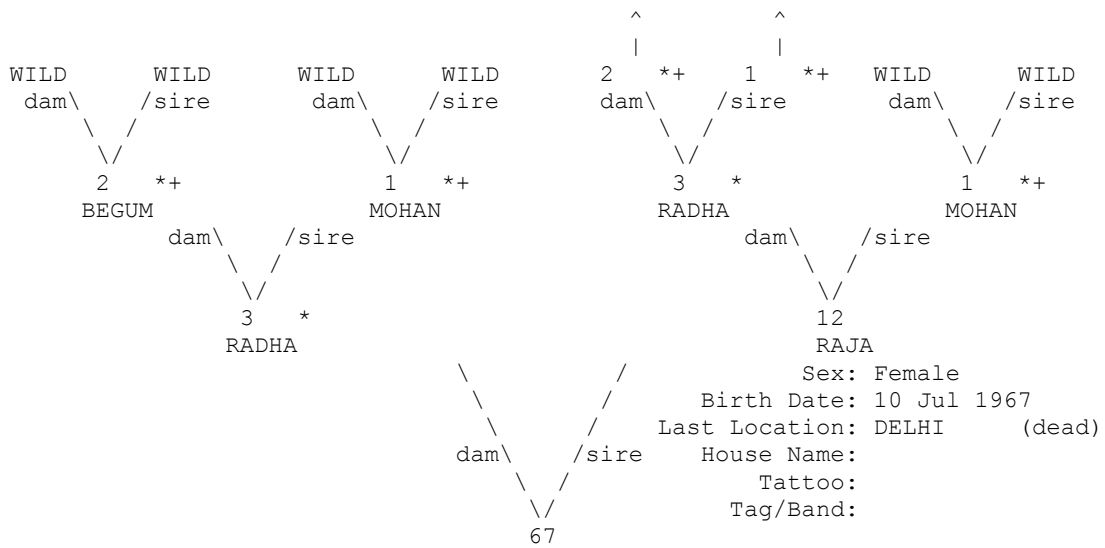 ^ ^
| |
WILD WILD WILD WILD 2 *+ 1 *+ WILD WILD
dam\ /sire dam\ /sire dam\ /sire dam\ /sire
\ / \ / \ / \ /
\/ \/ \/ \/
2 *+ 1 *+ 3 * 1 *+
BEGUM MOHAN RADHA MOHAN
dam\ /sire dam\ /sire
\ / \ /
\/ \/
3 * 12
RADHA RAJA
\ / Sex: Female
\ / Birth Date: 10 Jul 1967
\ / Last Location: DELHI (dead)
dam\ /sire House Name:
\ / Tattoo:
\/ Tag/Band:
67